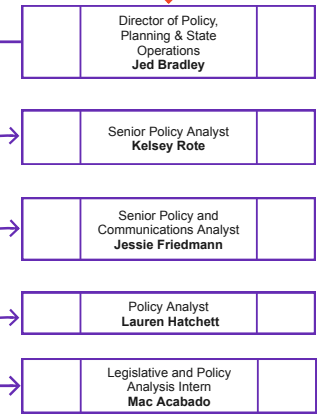 Director of Policy,
Planning & State
Operations
Jed Bradley
Senior Policy Analyst
Kelsey Rote
Senior Policy and
Communications Analyst
Jessie Friedmann
Policy Analyst
Lauren Hatchett
Legislative and Policy
Analysis Intern
Mac Acabado